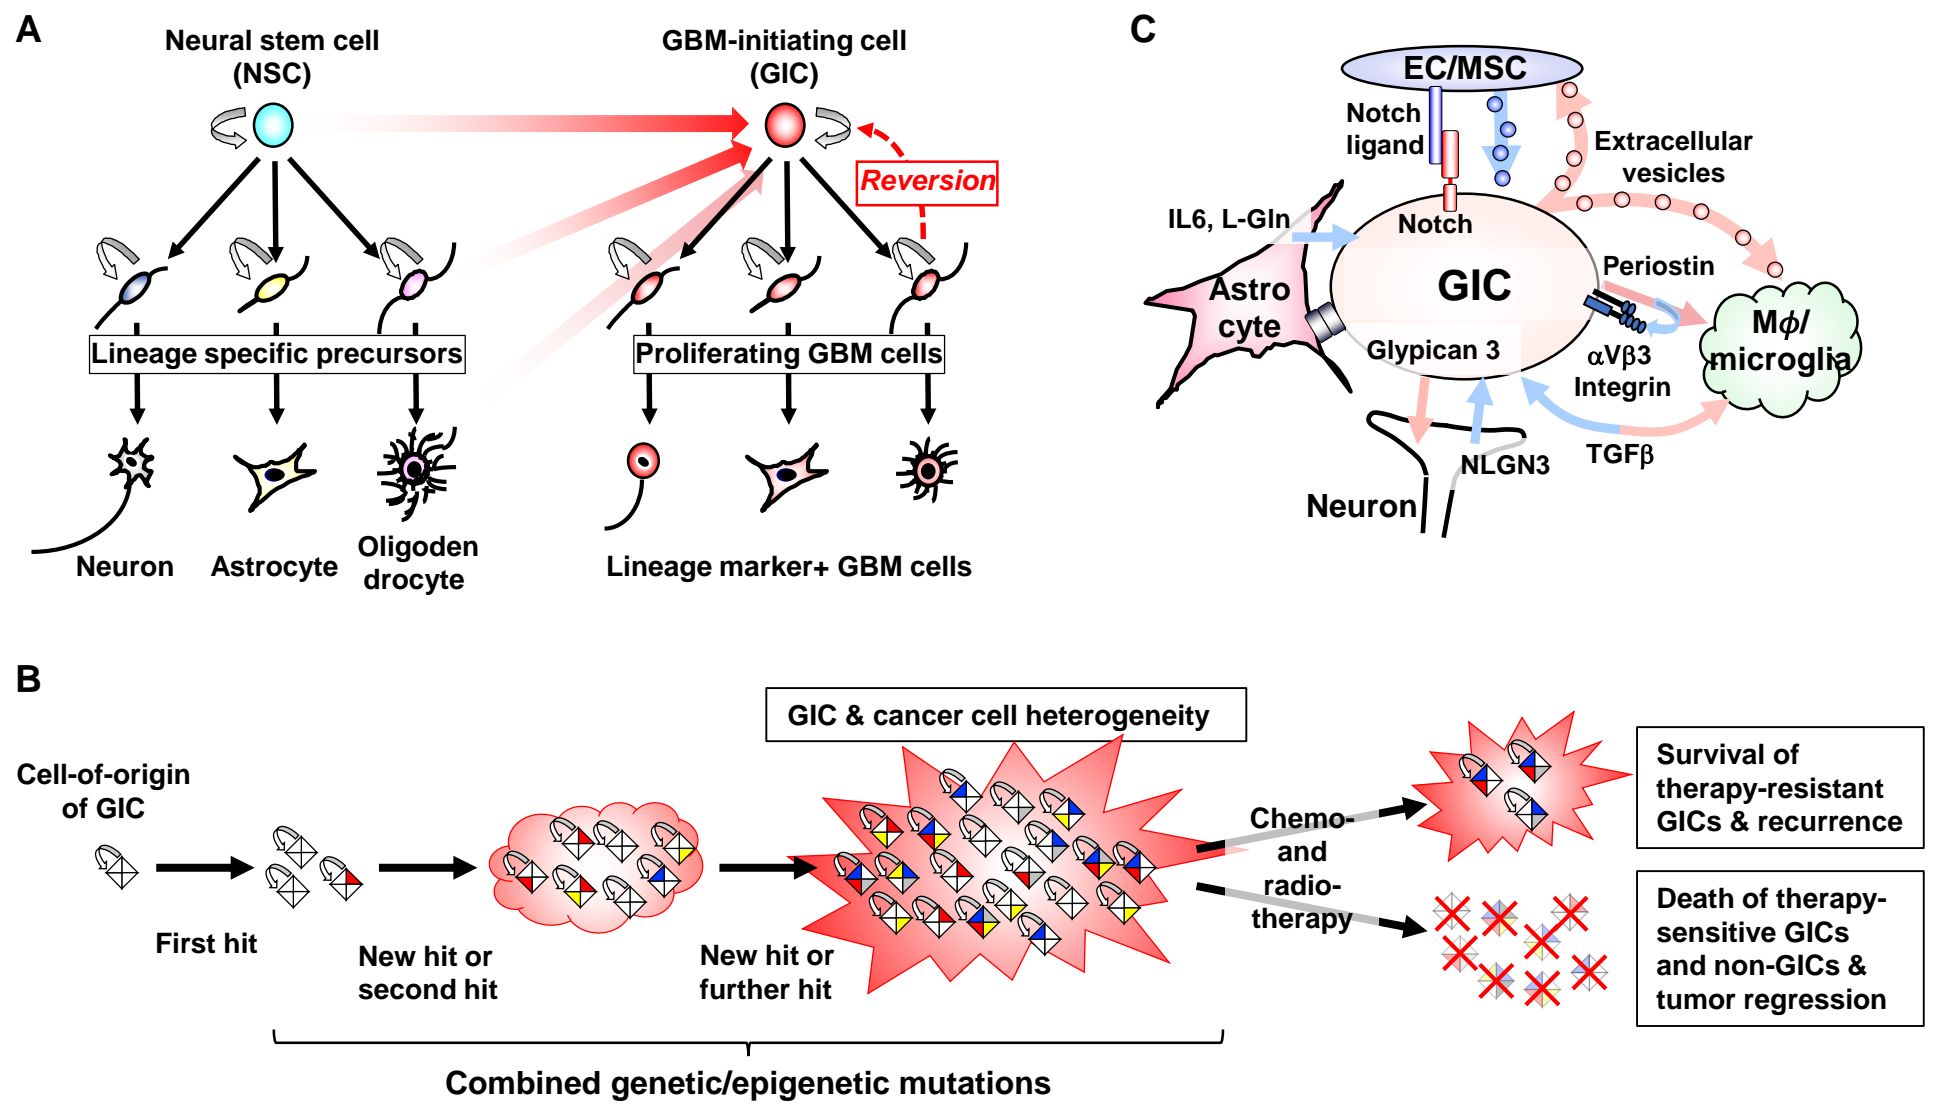 A
Neural stem cell
(NSC)
GBM-initiating cell
(GIC)
Reversion
Lineage specific precursors
Proliferating GBM cells
Neuron
Astrocyte
Oligoden
drocyte
Lineage marker+ GBM cells
C
EC/MSC
Notch
ligand
Extracellular
vesicles
IL6, L-Gln
Notch
Astro
cyte
GIC
Periostin
Glypican 3
αVβ3
Integrin
Mϕ/
microglia
NLGN3
TGFβ
Neuron
B
GIC & cancer cell heterogeneity
Cell-of-origin
of GIC
First hit
New hit or
second hit
New hit or
further hit
Chemo-
and
radio-
therapy
Survival of
therapy-resistant
GICs & recurrence
Death of therapy-
sensitive GICs
and non-GICs &
tumor regression
Combined genetic/epigenetic mutations